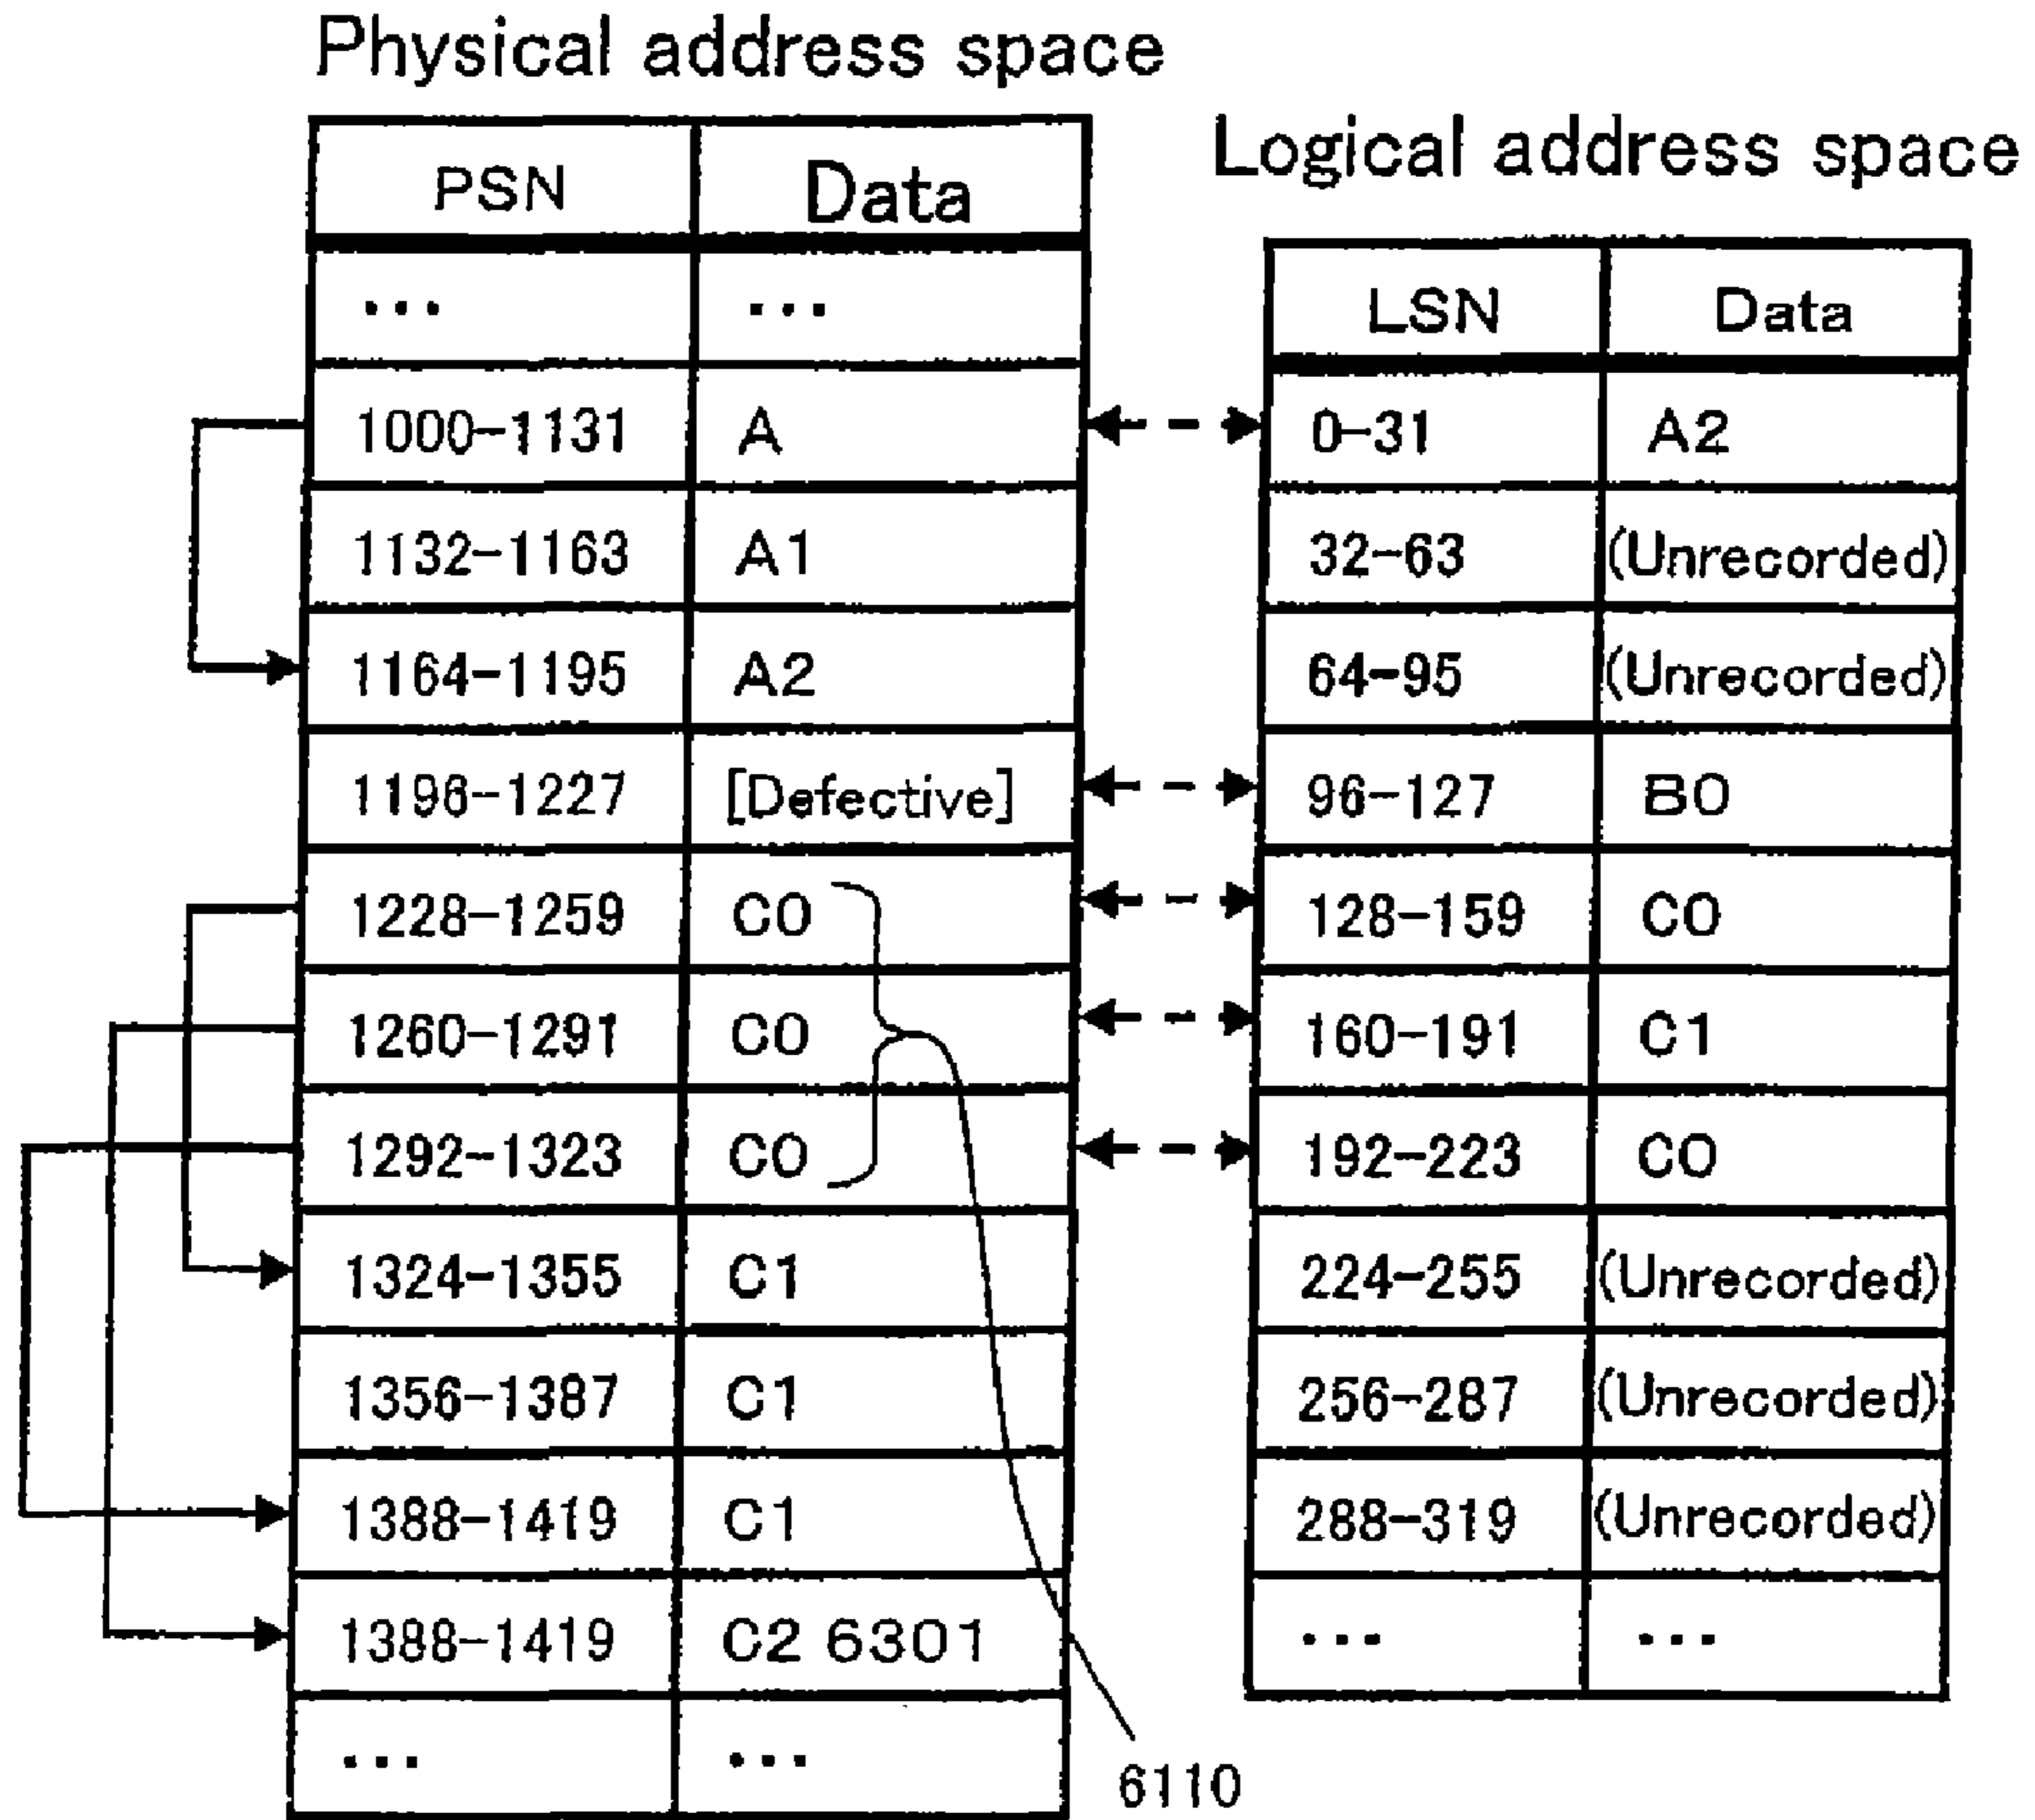 Physical address space
PSN Data
... ...
1000-1131 A
1132-1163 A1
1164-1195 A2
1196-1227 [Defective]
1228-1259 C0
1260-1291 C0
1292-1323 C0
1324-1355 C1
1356-1387 C1
1388-1419 C1
1388-1419 C2 6301
... ...
6110
Logical address space
LSN Data
0-31 A2
32-63 (Unrecorded)
64-95 (Unrecorded)
96-127 B0
128-159 C0
160-191 C1
192-223 C0
224-255 (Unrecorded)
256-287 (Unrecorded)
288-319 (Unrecorded)
... ...